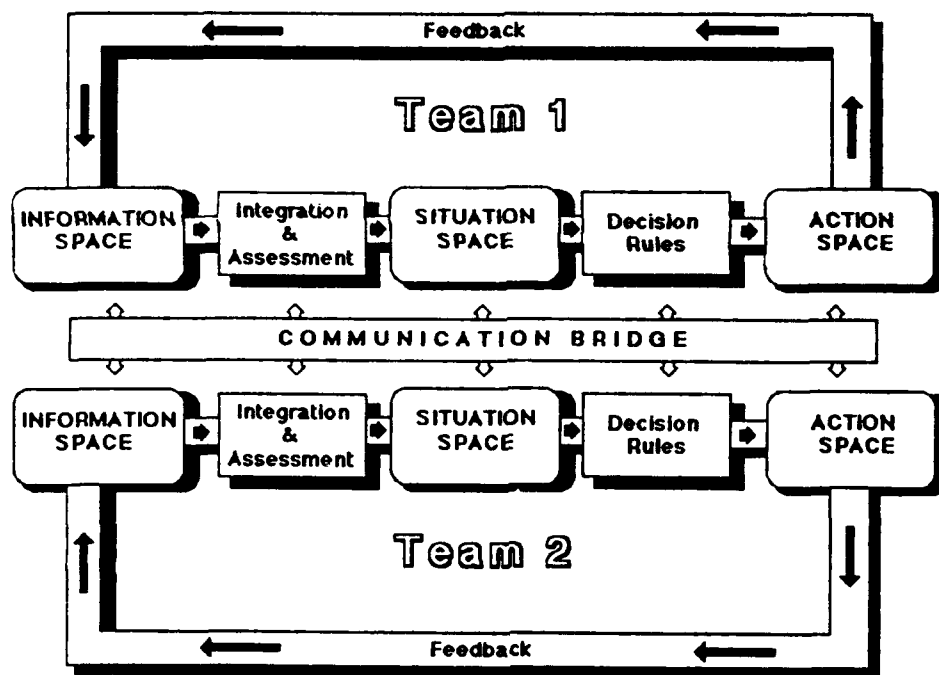 Feedback
Team 1
INFORMATION
SPACE
Integration
&
Assessment
SITUATION
SPACE
Decision
Rules
ACTION
SPACE
COMMUNICATION BRIDGE
INFORMATION
SPACE
Integration
&
Assessment
SITUATION
SPACE
Decision
Rules
ACTION
SPACE
Team 2
Feedback